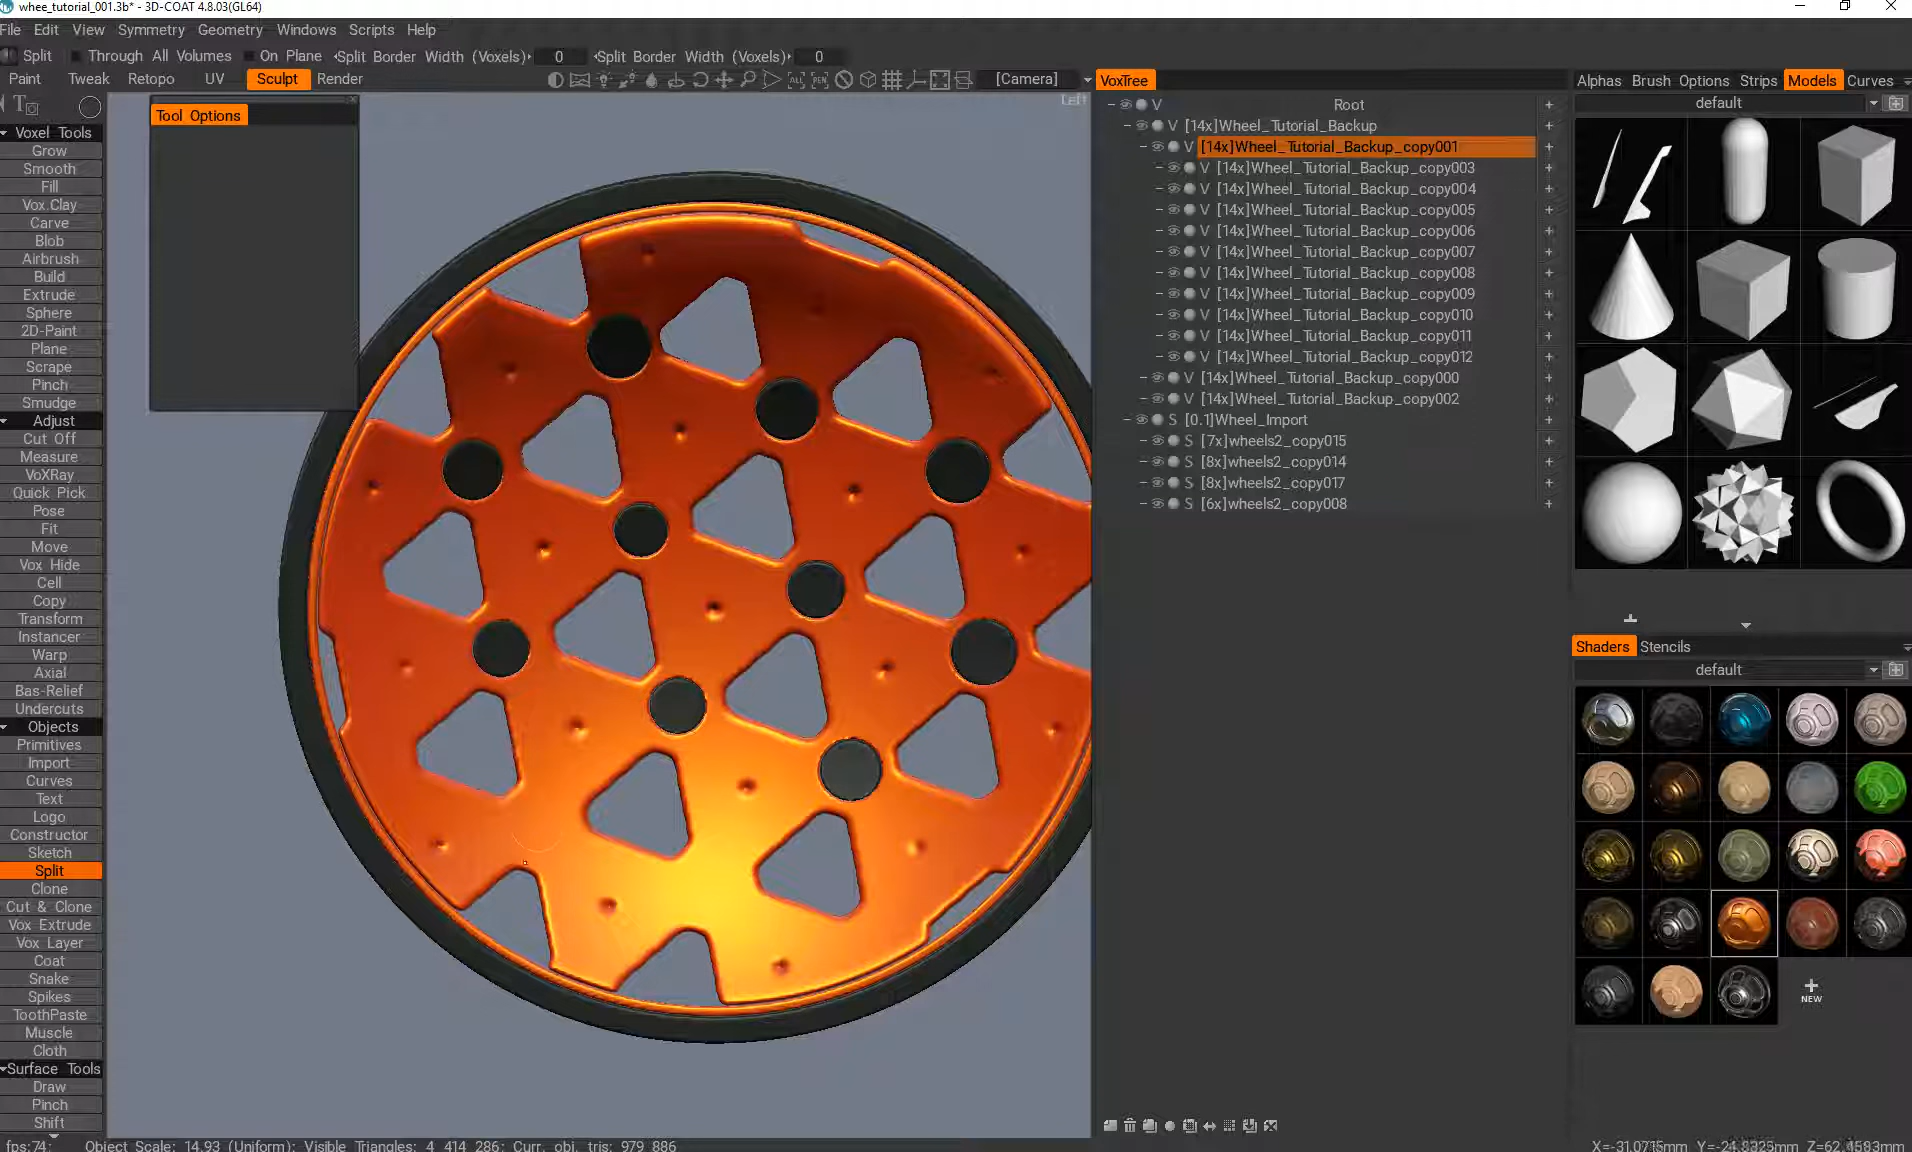 whee_tutorial_001.3b* - 3D-COAT 4.8.03(GL64)
File Edit View Symmetry Geometry Windows Scripts Help
Split Through All Volumes On Plane Split Border Width (Voxels) 0 Split Border Width (Voxels) 0
Paint Tweak Retopo UV Sculpt Render [Camera]
VoxTree
Alphas Brush Options Strips Models Curves
default
Left
Tool Options
Voxel Tools
Grow
Smooth
Fill
Vox Clay
Carve
Blob
Airbrush
Build
Extrude
Sphere
2D-Paint
Plane
Scrape
Pinch
Smudge
Adjust
Cut Off
Measure
VoXRay
Quick Pick
Pose
Fit
Move
Vox Hide
Cell
Copy
Transform
Instancer
Warp
Axial
Bas-Relief
Undercuts
Objects
Primitives
Import
Curves
Text
Logo
Constructor
Sketch
Split
Clone
Cut & Clone
Vox Extrude
Vox Layer
Coat
Snake
Spikes
ToothPaste
Muscle
Cloth
Surface Tools
Draw
Pinch
Shift
V Root +
V [14x]Wheel_Tutorial_Backup +
V [14x]Wheel_Tutorial_Backup_copy001 +
V [14x]Wheel_Tutorial_Backup_copy003 +
V [14x]Wheel_Tutorial_Backup_copy004 +
V [14x]Wheel_Tutorial_Backup_copy005 +
V [14x]Wheel_Tutorial_Backup_copy006 +
V [14x]Wheel_Tutorial_Backup_copy007 +
V [14x]Wheel_Tutorial_Backup_copy008 +
V [14x]Wheel_Tutorial_Backup_copy009 +
V [14x]Wheel_Tutorial_Backup_copy010 +
V [14x]Wheel_Tutorial_Backup_copy011 +
V [14x]Wheel_Tutorial_Backup_copy012 +
V [14x]Wheel_Tutorial_Backup_copy000 +
V [14x]Wheel_Tutorial_Backup_copy002 +
S [0.1]Wheel_Import +
S [7x]wheels2_copy015 +
S [8x]wheels2_copy014 +
S [8x]wheels2_copy017 +
S [6x]wheels2_copy008 +
Shaders Stencils
default
NEW
fps:74; Object Scale: 14.93 (Uniform); Visible Triangles: 4 414 286; Curr. obj. tris: 979 886